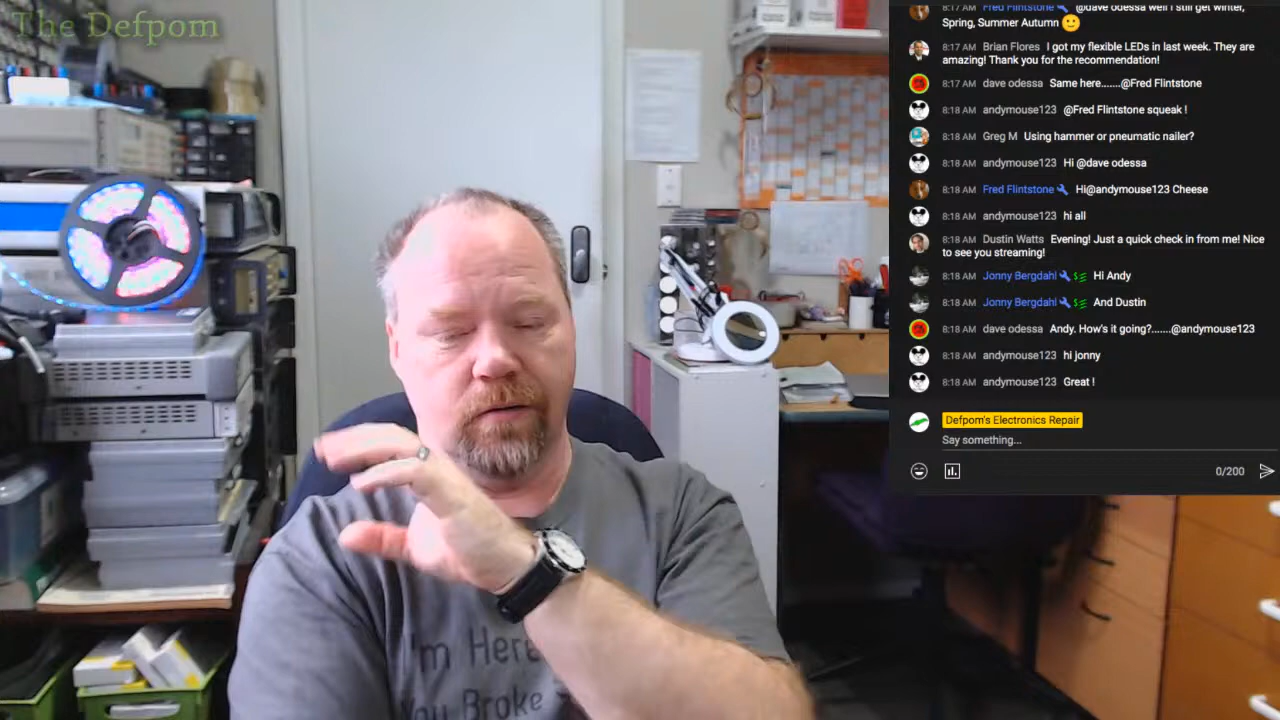 The Defpom
8:17 AM Fred Flintstone @dave odessa well I still get winter,
Spring, Summer Autumn
8:17 AM Brian Flores I got my flexible LEDs in last week. They are
amazing! Thank you for the recommendation!
8:17 AM dave odessa Same here.......@Fred Flintstone
8:18 AM andymouse123 @Fred Flintstone squeak !
8:18 AM Greg M Using hammer or pneumatic nailer?
8:18 AM andymouse123 Hi @dave odessa
8:18 AM Fred Flintstone Hi@andymouse123 Cheese
8:18 AM andymouse123 hi all
8:18 AM Dustin Watts Evening! Just a quick check in from me! Nice
to see you streaming!
8:18 AM Jonny Bergdahl Hi Andy
8:18 AM Jonny Bergdahl And Dustin
8:18 AM dave odessa Andy. How's it going?.......@andymouse123
8:18 AM andymouse123 hi jonny
8:18 AM andymouse123 Great !
Defpom's Electronics Repair
Say something...
0/200
I'm Here
You Broke